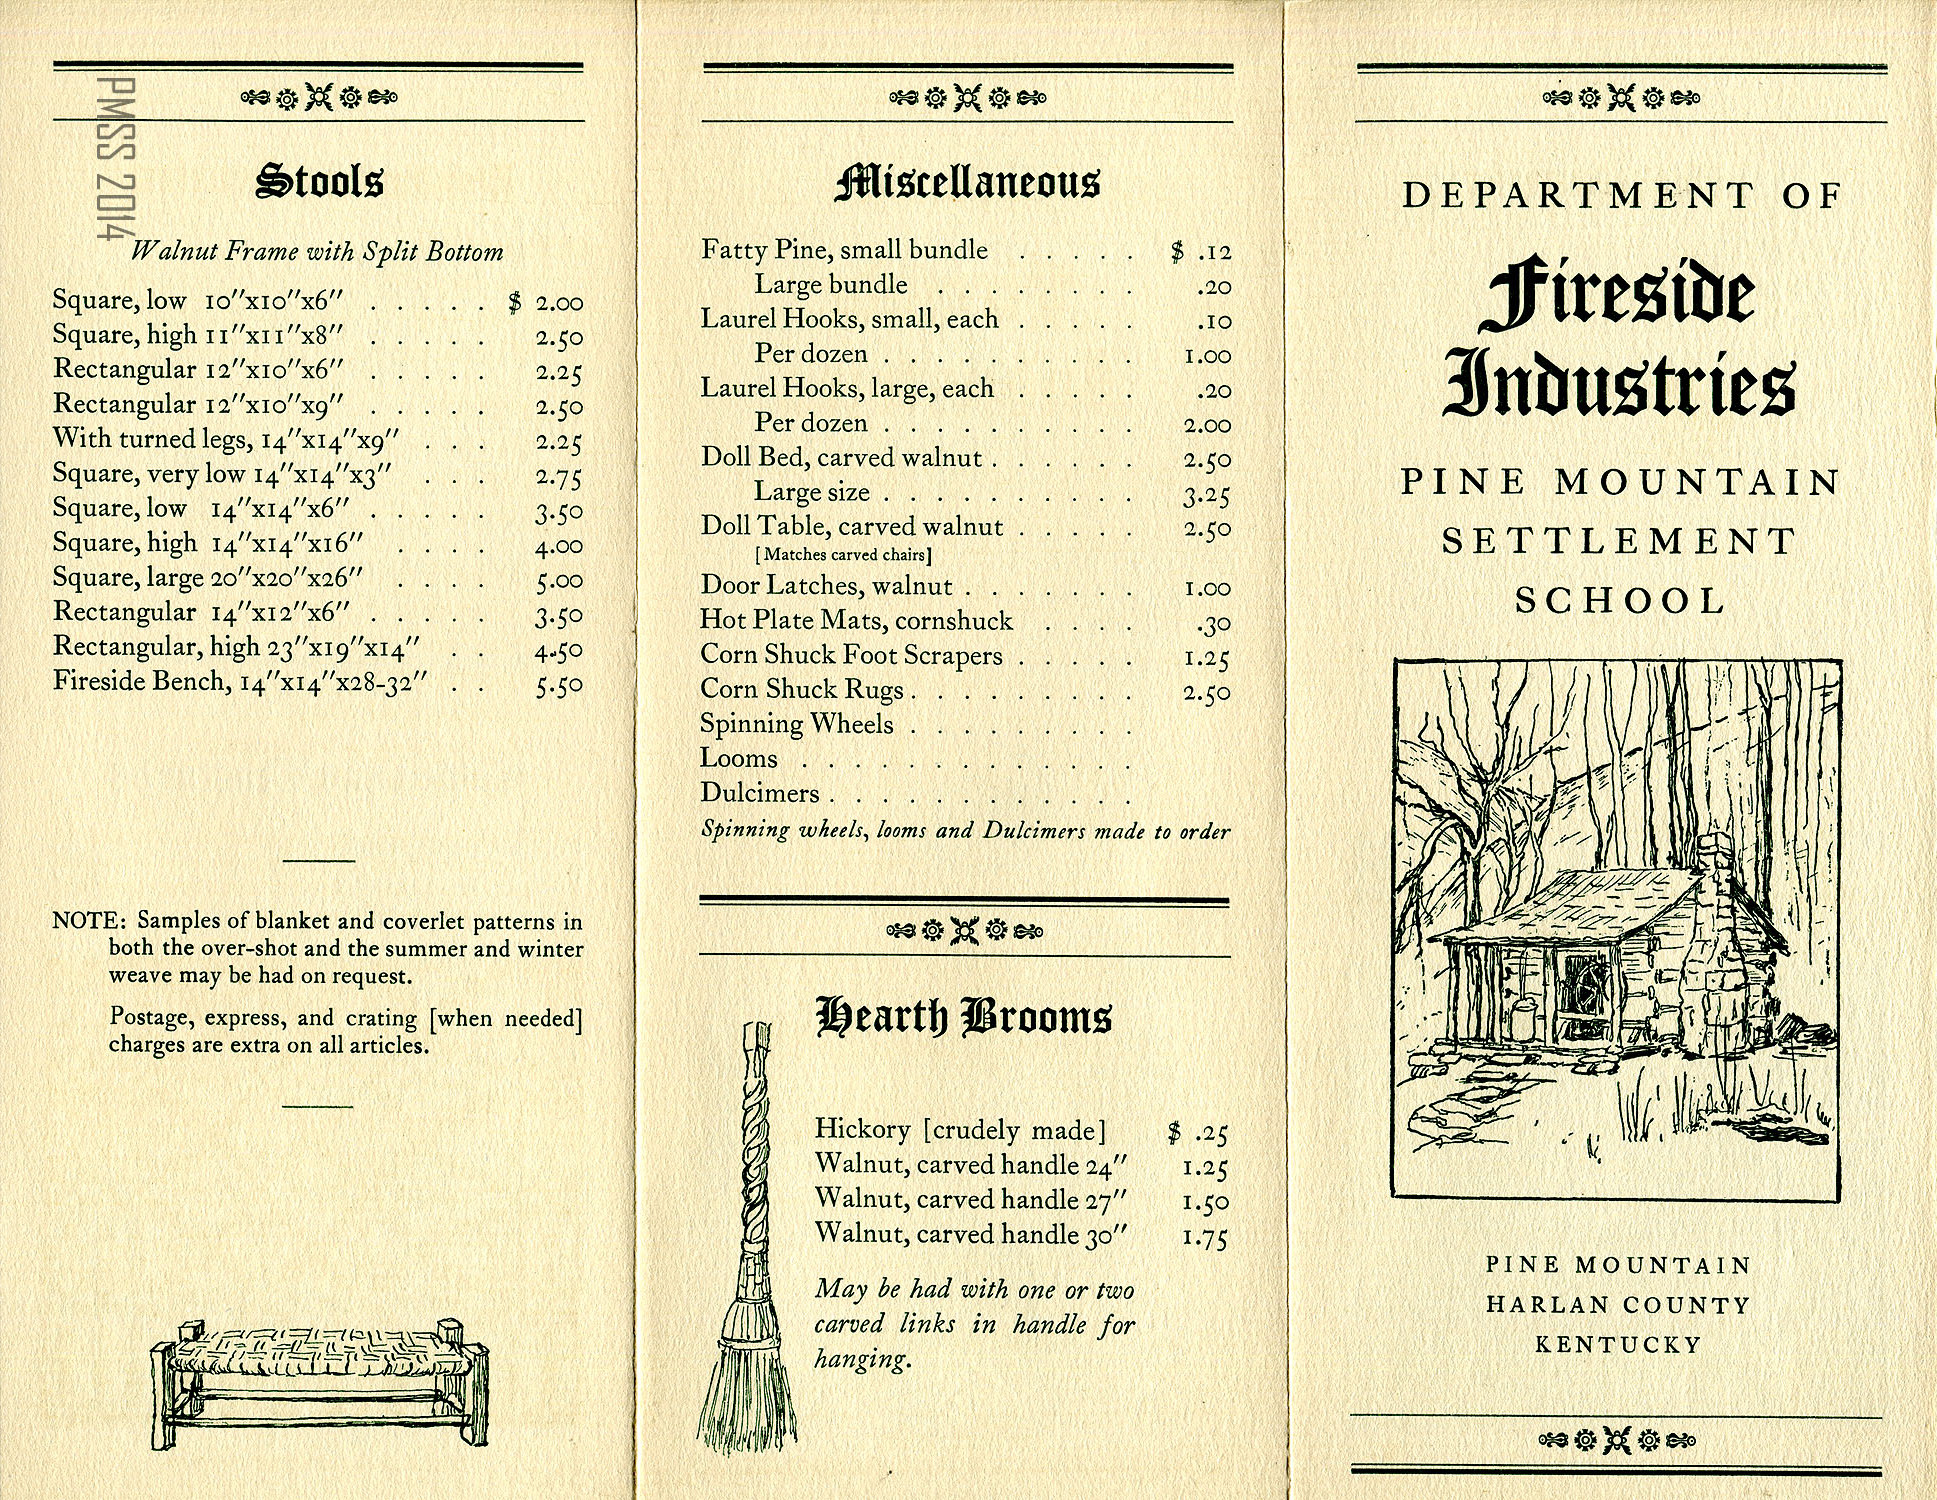 PMSS 2014
Stools
Walnut Frame with Split Bottom
Square, low 10"x10"x6" . . . . . $ 2.00
Square, high 11"x11"x8" . . . . . 2.50
Rectangular 12"x10"x6" . . . . . 2.25
Rectangular 12"x10"x9" . . . . . 2.50
With turned legs, 14"x14"x9" . . . 2.25
Square, very low 14"x14"x3" . . . 2.75
Square, low 14"x14"x6" . . . . . 3.50
Square, high 14"x14"x16" . . . . 4.00
Square, large 20"x20"x26" . . . . 5.00
Rectangular 14"x12"x6" . . . . . 3.50
Rectangular, high 23"x19"x14" . . 4.50
Fireside Bench, 14"x14"x28-32" . . 5.50
NOTE: Samples of blanket and coverlet patterns in
both the over-shot and the summer and winter
weave may be had on request.
Postage, express, and crating [when needed]
charges are extra on all articles.
Miscellaneous
Fatty Pine, small bundle . . . . . $ .12
Large bundle . . . . . . . . .20
Laurel Hooks, small, each . . . . . .10
Per dozen . . . . . . . . . . 1.00
Laurel Hooks, large, each . . . . . .20
Per dozen . . . . . . . . . . 2.00
Doll Bed, carved walnut . . . . . . 2.50
Large size . . . . . . . . . . 3.25
Doll Table, carved walnut . . . . . 2.50
[Matches carved chairs]
Door Latches, walnut . . . . . . . 1.00
Hot Plate Mats, cornshuck . . . . .30
Corn Shuck Foot Scrapers . . . . . 1.25
Corn Shuck Rugs . . . . . . . . . 2.50
Spinning Wheels . . . . . . . . .
Looms . . . . . . . . . . . . .
Dulcimers . . . . . . . . . . . .
Spinning wheels, looms and Dulcimers made to order
Hearth Brooms
Hickory [crudely made] $ .25
Walnut, carved handle 24" 1.25
Walnut, carved handle 27" 1.50
Walnut, carved handle 30" 1.75
May be had with one or two
carved links in handle for
hanging.
DEPARTMENT OF
Fireside
Industries
PINE MOUNTAIN
SETTLEMENT
SCHOOL
PINE MOUNTAIN
HARLAN COUNTY
KENTUCKY